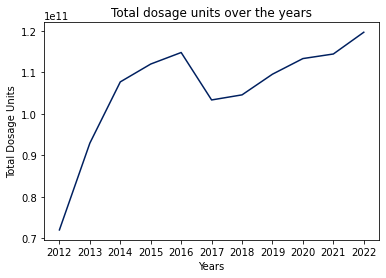 Total dosage units over the years
1e11
1.2
1.1
1.0
0.9
0.8
0.7
Total Dosage Units
2012 2013 2014 2015 2016 2017 2018 2019 2020 2021 2022
Years